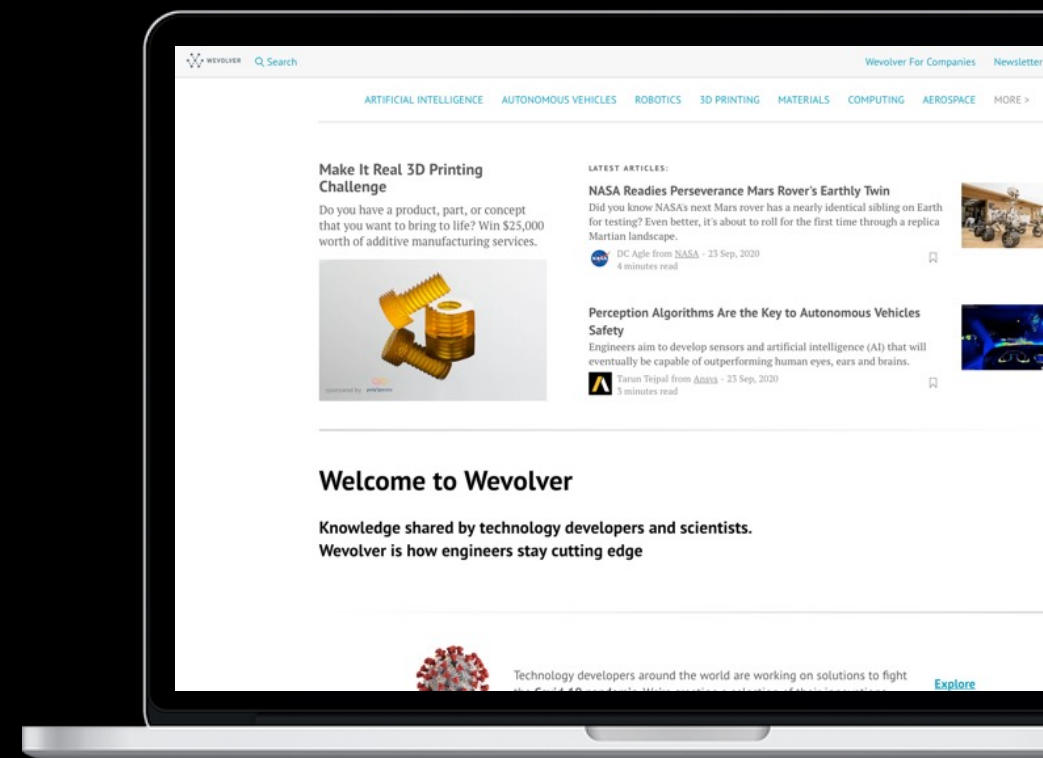 WEVOLVER
Search
Wevolver For Companies
Newsletter
ARTIFICIAL INTELLIGENCE
AUTONOMOUS VEHICLES
ROBOTICS
3D PRINTING
MATERIALS
COMPUTING
AEROSPACE
MORE >
Make It Real 3D Printing
Challenge
Do you have a product, part, or concept
that you want to bring to life? Win $25,000
worth of additive manufacturing services.
sponsored by
LATEST ARTICLES:
NASA Readies Perseverance Mars Rover's Earthly Twin
Did you know NASA's next Mars rover has a nearly identical sibling on Earth
for testing? Even better, it's about to roll for the first time through a replica
Martian landscape.
NASA
DC Agle from NASA - 23 Sep, 2020
4 minutes read
Perception Algorithms Are the Key to Autonomous Vehicles
Safety
Engineers aim to develop sensors and artificial intelligence (AI) that will
eventually be capable of outperforming human eyes, ears and brains.
Tarun Tejpal from Ansys - 23 Sep, 2020
3 minutes read
Welcome to Wevolver
Knowledge shared by technology developers and scientists.
Wevolver is how engineers stay cutting edge
Technology developers around the world are working on solutions to fight
Explore